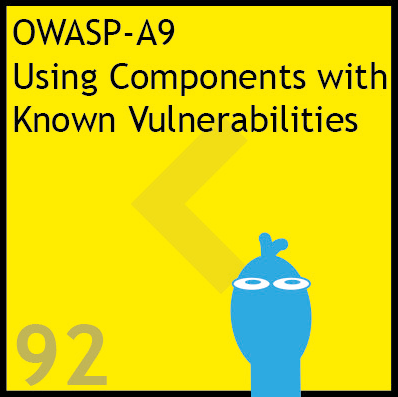 OWASP-A9
Using Components with
Known Vulnerabilities
92